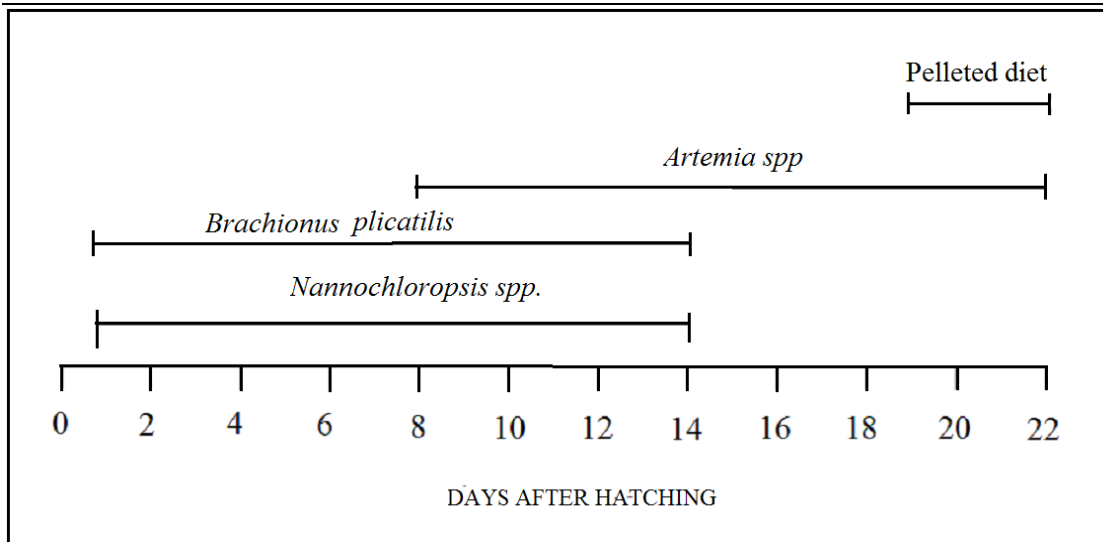 Pelleted diet
Artemia spp
Brachionus plicatilis
Nannochloropsis spp.
0 2 4 6 8 10 12 14 16 18 20 22
DAYS AFTER HATCHING